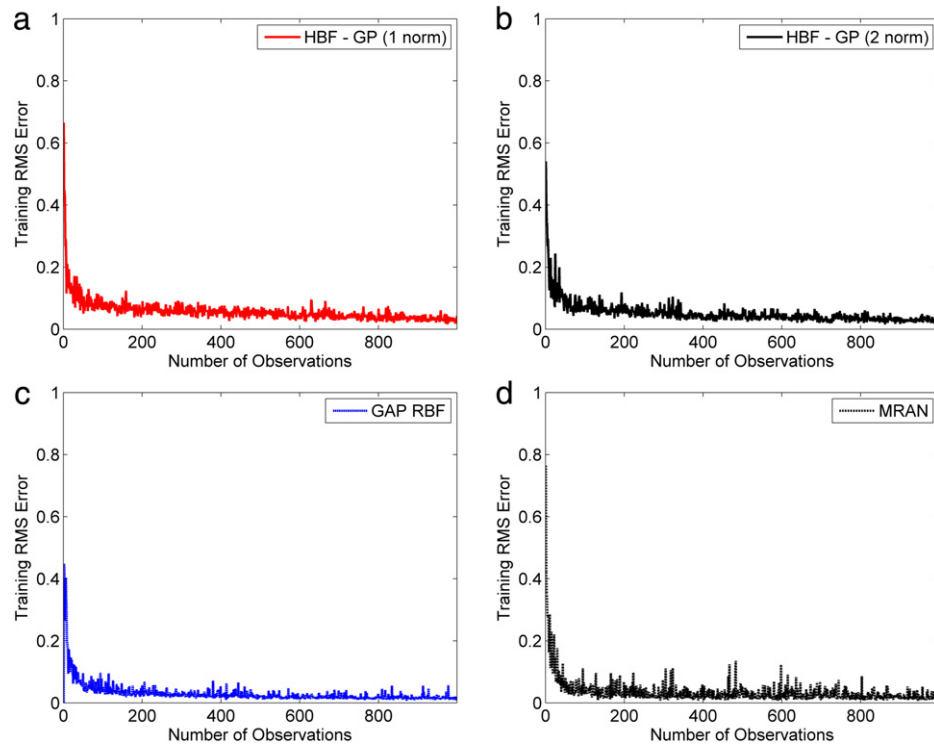 a
HBF - GP (1 norm)
1
0.8
0.6
0.4
0.2
0
Training RMS Error
0 200 400 600 800
Number of Observations
b
HBF - GP (2 norm)
1
0.8
0.6
0.4
0.2
0
Training RMS Error
0 200 400 600 800
Number of Observations
c
GAP RBF
1
0.8
0.6
0.4
0.2
0
Training RMS Error
0 200 400 600 800
Number of Observations
d
MRAN
1
0.8
0.6
0.4
0.2
0
Training RMS Error
0 200 400 600 800
Number of Observations